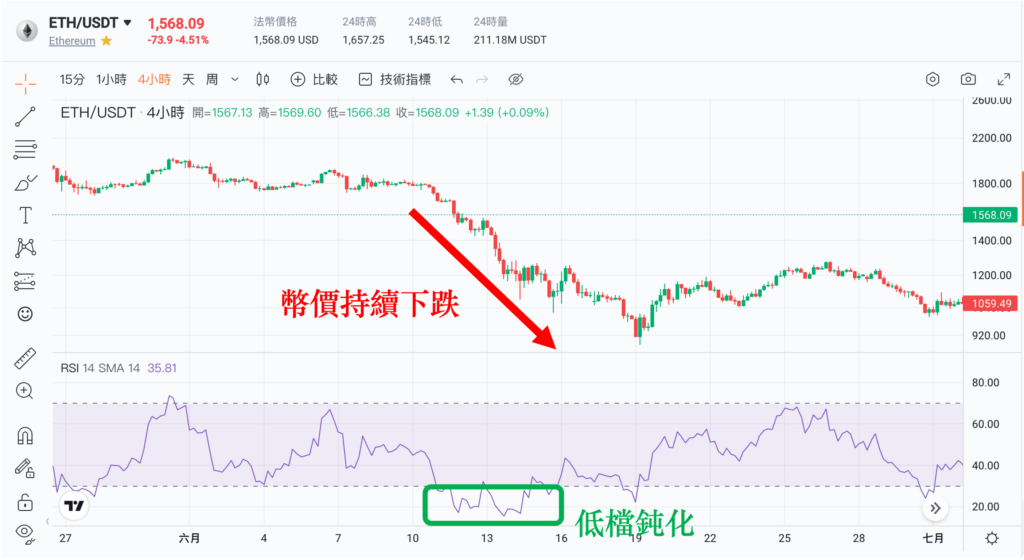 ETH/USDT 1,568.09 法幣價格 24時高 24時低 24時量
Ethereum -73.9 -4.51% 1,568.09 USD 1,657.25 1,545.12 211.18M USDT
15分 1小時 4小時 天 周 比較 技術指標
ETH/USDT · 4小時 開=1567.13 高=1569.60 低=1566.38 收=1568.09 +1.39 (+0.09%)
2600.00
2200.00
1800.00
1568.09
1400.00
1200.00
1059.49
920.00
幣價持續下跌
RSI 14 SMA 14 35.81
80.00
60.00
40.00
20.00
低檔鈍化
27 六月 4 7 10 13 16 19 22 25 28 七月